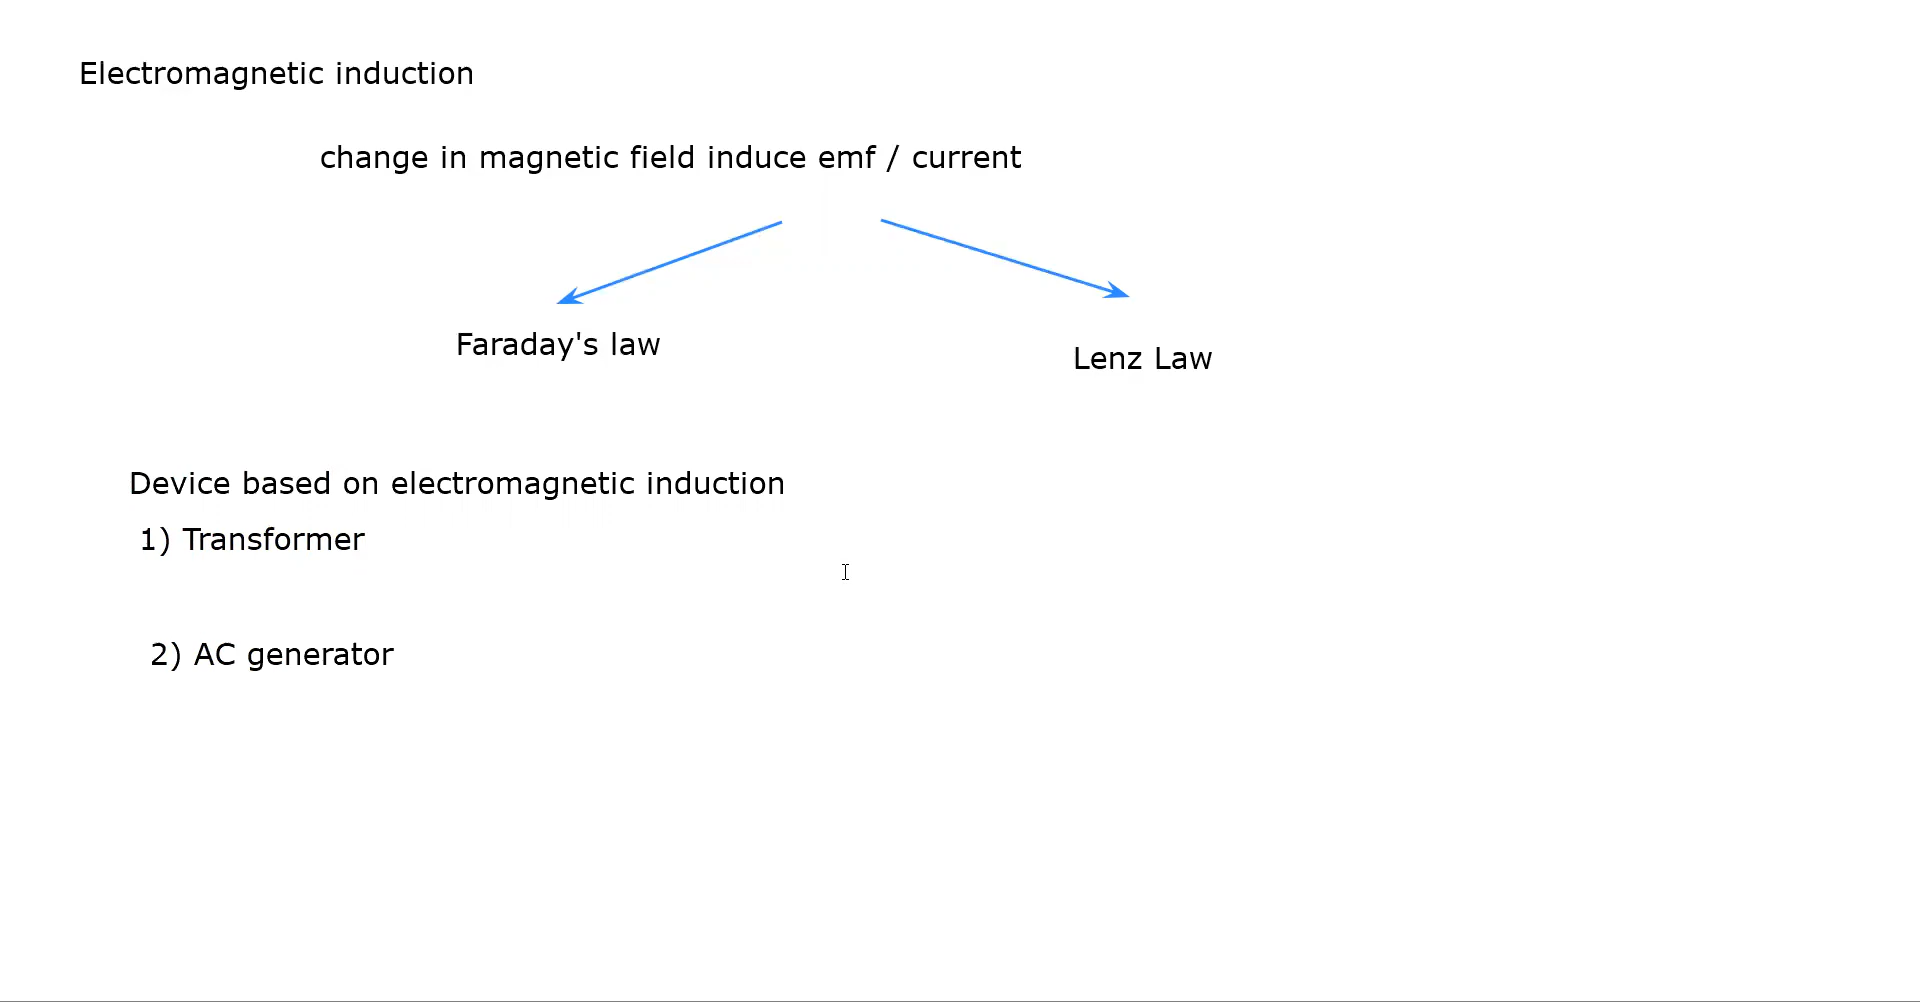 Electromagnetic induction
change in magnetic field induce emf / current
Faraday's law
Lenz Law
Device based on electromagnetic induction
1) Transformer
2) AC generator